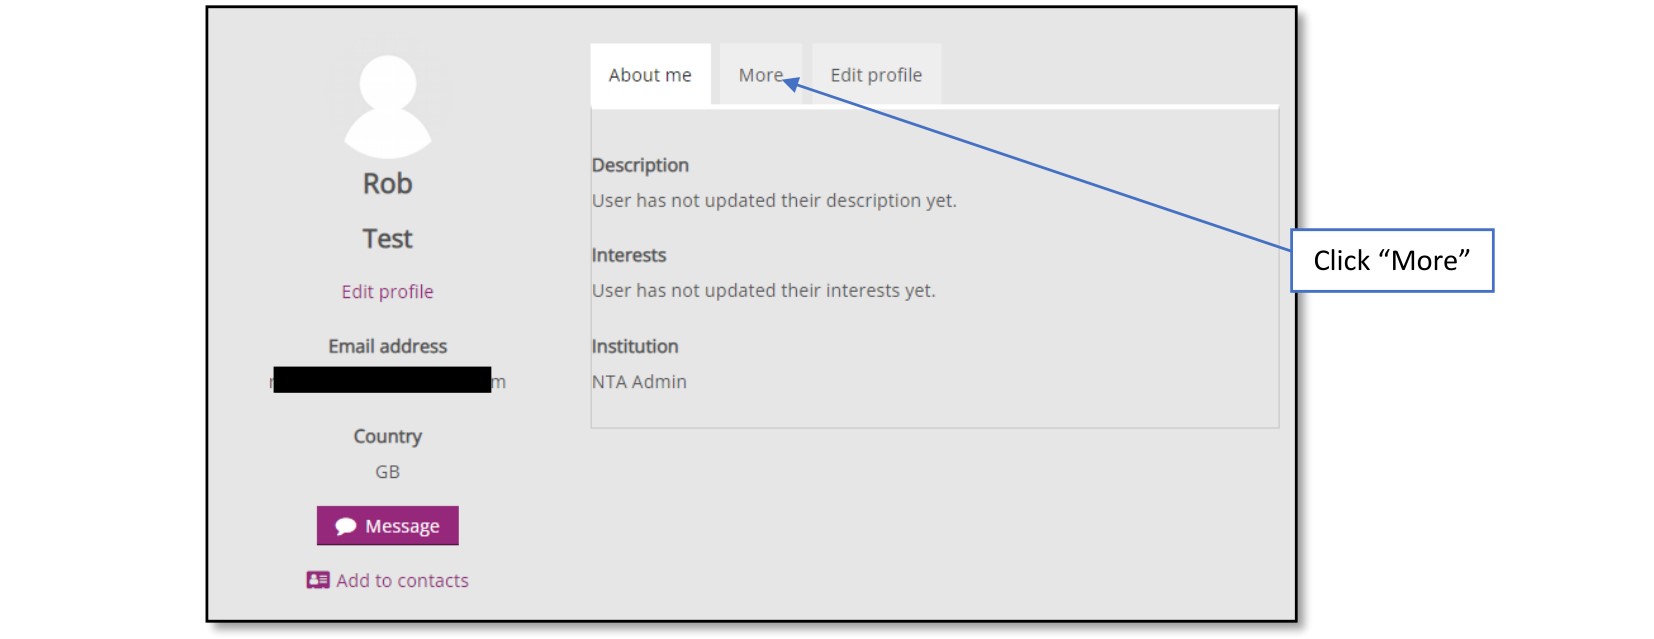 Rob
Test
Edit profile
Email address
r m
Country
GB
Message
Add to contacts
About me
More
Edit profile
Description
User has not updated their description yet.
Interests
User has not updated their interests yet.
Institution
NTA Admin
Click “More”